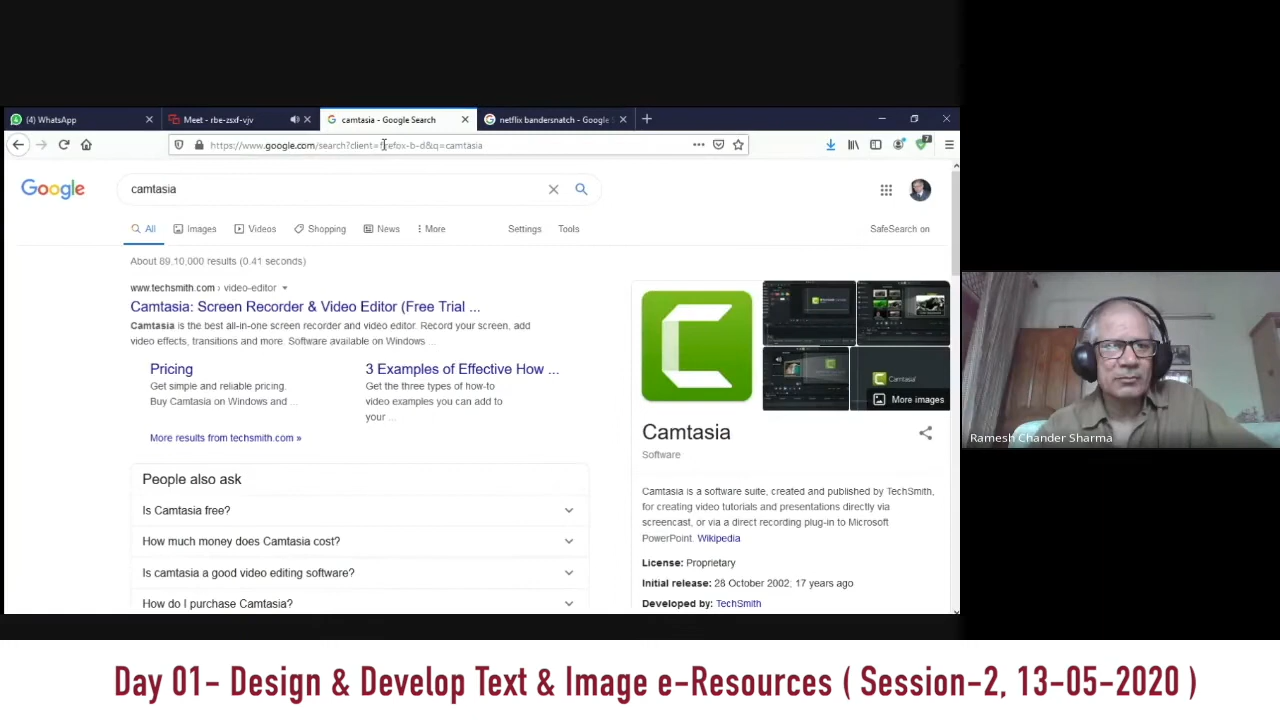 (4) WhatsApp
Meet - rbe-zsxf-vjv
camtasia - Google Search
netflix bandersnatch - Google S
https://www.google.com/search?client=firefox-b-d&q=camtasia
7
Google
camtasia
All
Images
Videos
Shopping
News
More
Settings
Tools
SafeSearch on
About 89,10,000 results (0.41 seconds)
www.techsmith.com › video-editor
Camtasia: Screen Recorder & Video Editor (Free Trial ...
Camtasia is the best all-in-one screen recorder and video editor. Record your screen, add
video effects, transitions and more. Software available on Windows ...
Pricing
Get simple and reliable pricing.
Buy Camtasia on Windows and ...
3 Examples of Effective How ...
Get the three types of how-to
video examples you can add to
your ...
More results from techsmith.com »
People also ask
Is Camtasia free?
How much money does Camtasia cost?
Is camtasia a good video editing software?
How do I purchase Camtasia?
Camtasia
More images
Camtasia
Software
Camtasia is a software suite, created and published by TechSmith,
for creating video tutorials and presentations directly via
screencast, or via a direct recording plug-in to Microsoft
PowerPoint. Wikipedia
License: Proprietary
Initial release: 28 October 2002; 17 years ago
Developed by: TechSmith
Ramesh Chander Sharma
Day 01- Design & Develop Text & Image e-Resources ( Session-2, 13-05-2020 )